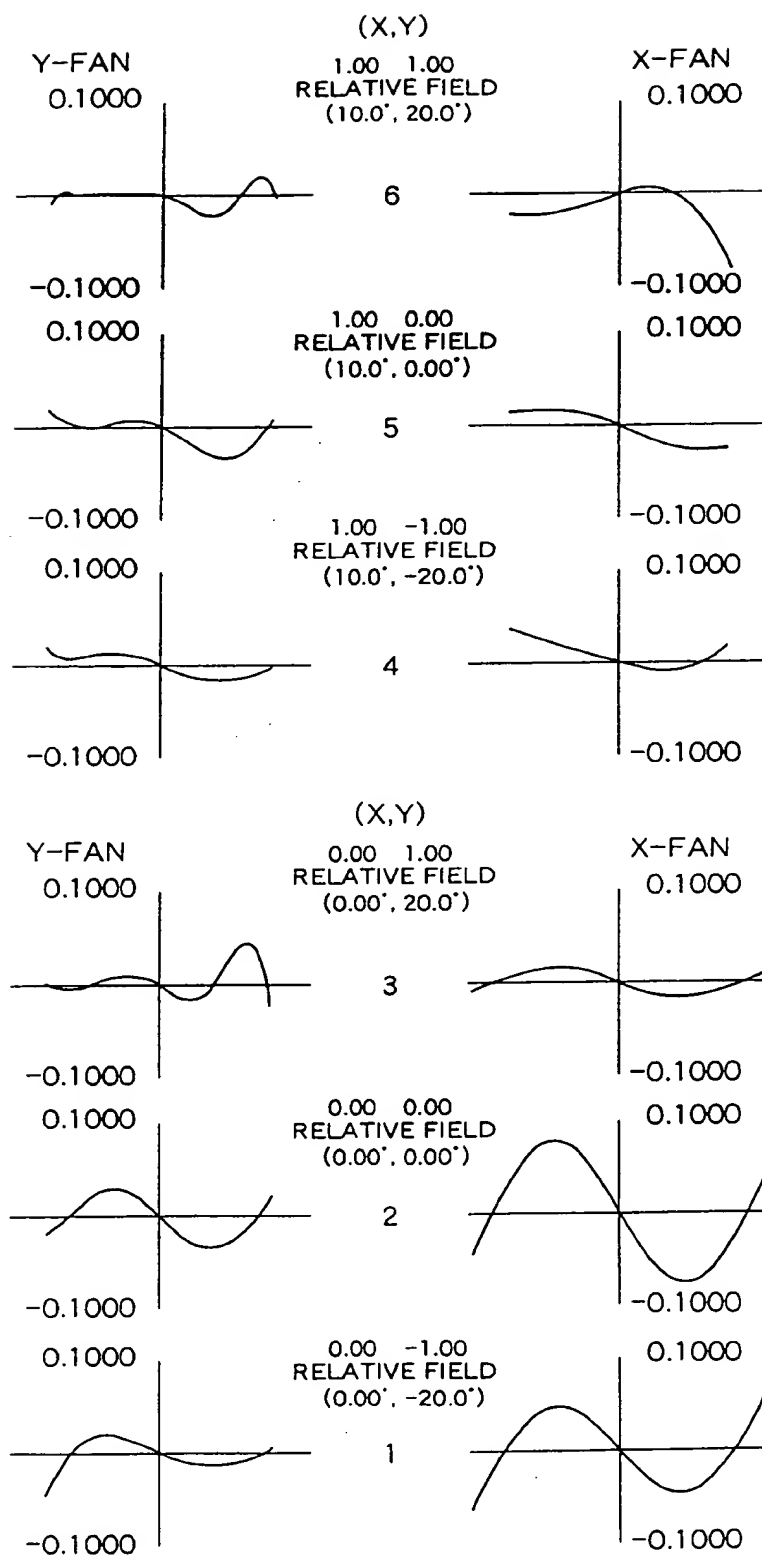 (X,Y)
Y-FAN 1.00 1.00 X-FAN
RELATIVE FIELD
0.1000 (10.0°, 20.0°) 0.1000
6
-0.1000 -0.1000
0.1000 1.00 0.00 0.1000
RELATIVE FIELD
(10.0°, 0.00°)
5
-0.1000 -0.1000
1.00 -1.00
RELATIVE FIELD
0.1000 (10.0°, -20.0°) 0.1000
4
-0.1000 -0.1000
(X,Y)
Y-FAN 0.00 1.00 X-FAN
RELATIVE FIELD
0.1000 (0.00°, 20.0°) 0.1000
3
-0.1000 -0.1000
0.00 0.00
0.1000 RELATIVE FIELD 0.1000
(0.00°, 0.00°)
2
-0.1000 -0.1000
0.00 -1.00
0.1000 RELATIVE FIELD 0.1000
(0.00°, -20.0°)
1
-0.1000 -0.1000